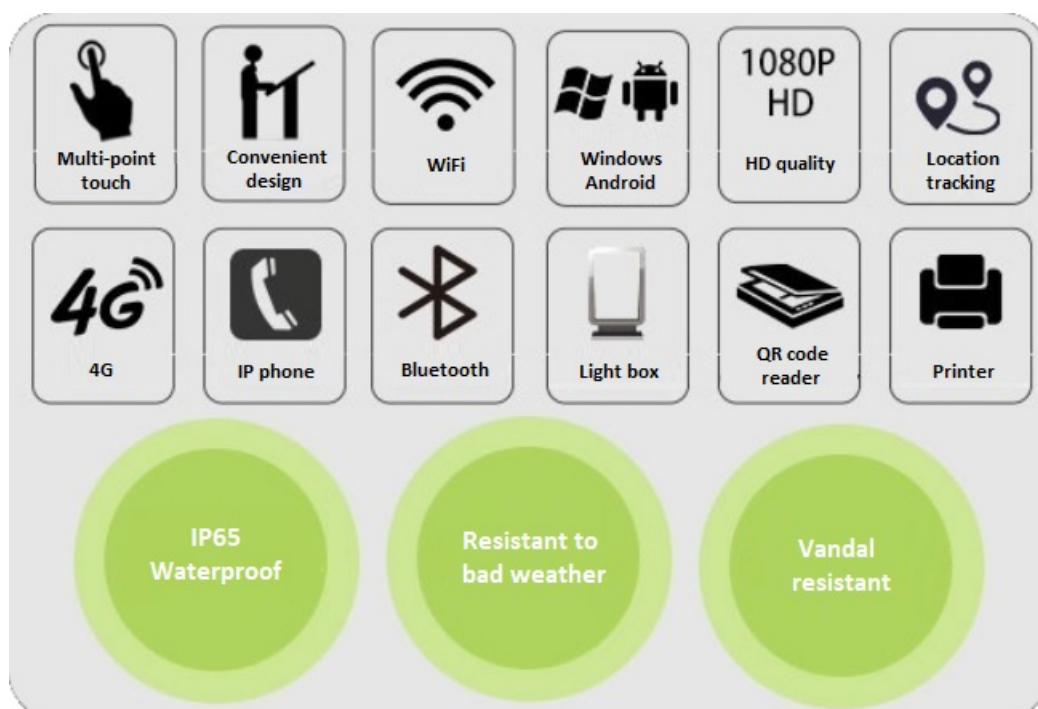 Multi-point
touch
Convenient
design
WiFi
Windows
Android
1080P
HD
HD quality
Location
tracking
4G
4G
IP phone
Bluetooth
Light box
QR code
reader
Printer
IP65
Waterproof
Resistant to
bad weather
Vandal
resistant